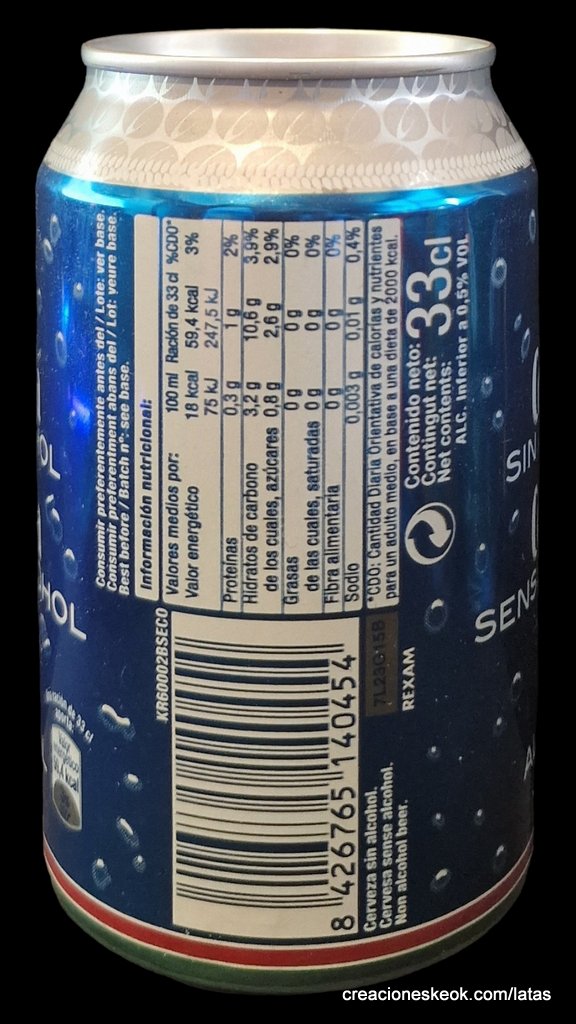 Consumir preferentemente antes del / Lote: ver base.
Consumir preferentment abans del / Lot: veure base.
Best before / Batch nº: see base.
Información nutricional:
Valores medios por: 100 ml Ración de 33 cl %CDO*
Valor energético 18 kcal 59,4 kcal 3%
75 kJ 247,5 kJ
Proteínas 0,3 g 1 g 2%
Hidratos de carbono 3,2 g 10,6 g 3,9%
de los cuales, azúcares 0,8 g 2,6 g 2,9%
Grasas 0 g 0 g 0%
de las cuales, saturadas 0 g 0 g 0%
Fibra alimentaria 0 g 0 g 0%
Sodio 0,003 g 0,01 g 0,4%
*CDO: Cantidad Diaria Orientativa de calorías y nutrientes
para un adulto medio, en base a una dieta de 2000 kcal.
Contenido neto:
Contingut net:
Net contents:
33cl
ALC. Inferior a 0,5% VOL
KR60002BSECO
8 426765 140454
7L23G15B
REXAM
Cerveza sin alcohol.
Cervesa sense alcohol.
Non alcohol beer.
SIN
SENS
creacioneskeok.com/latas